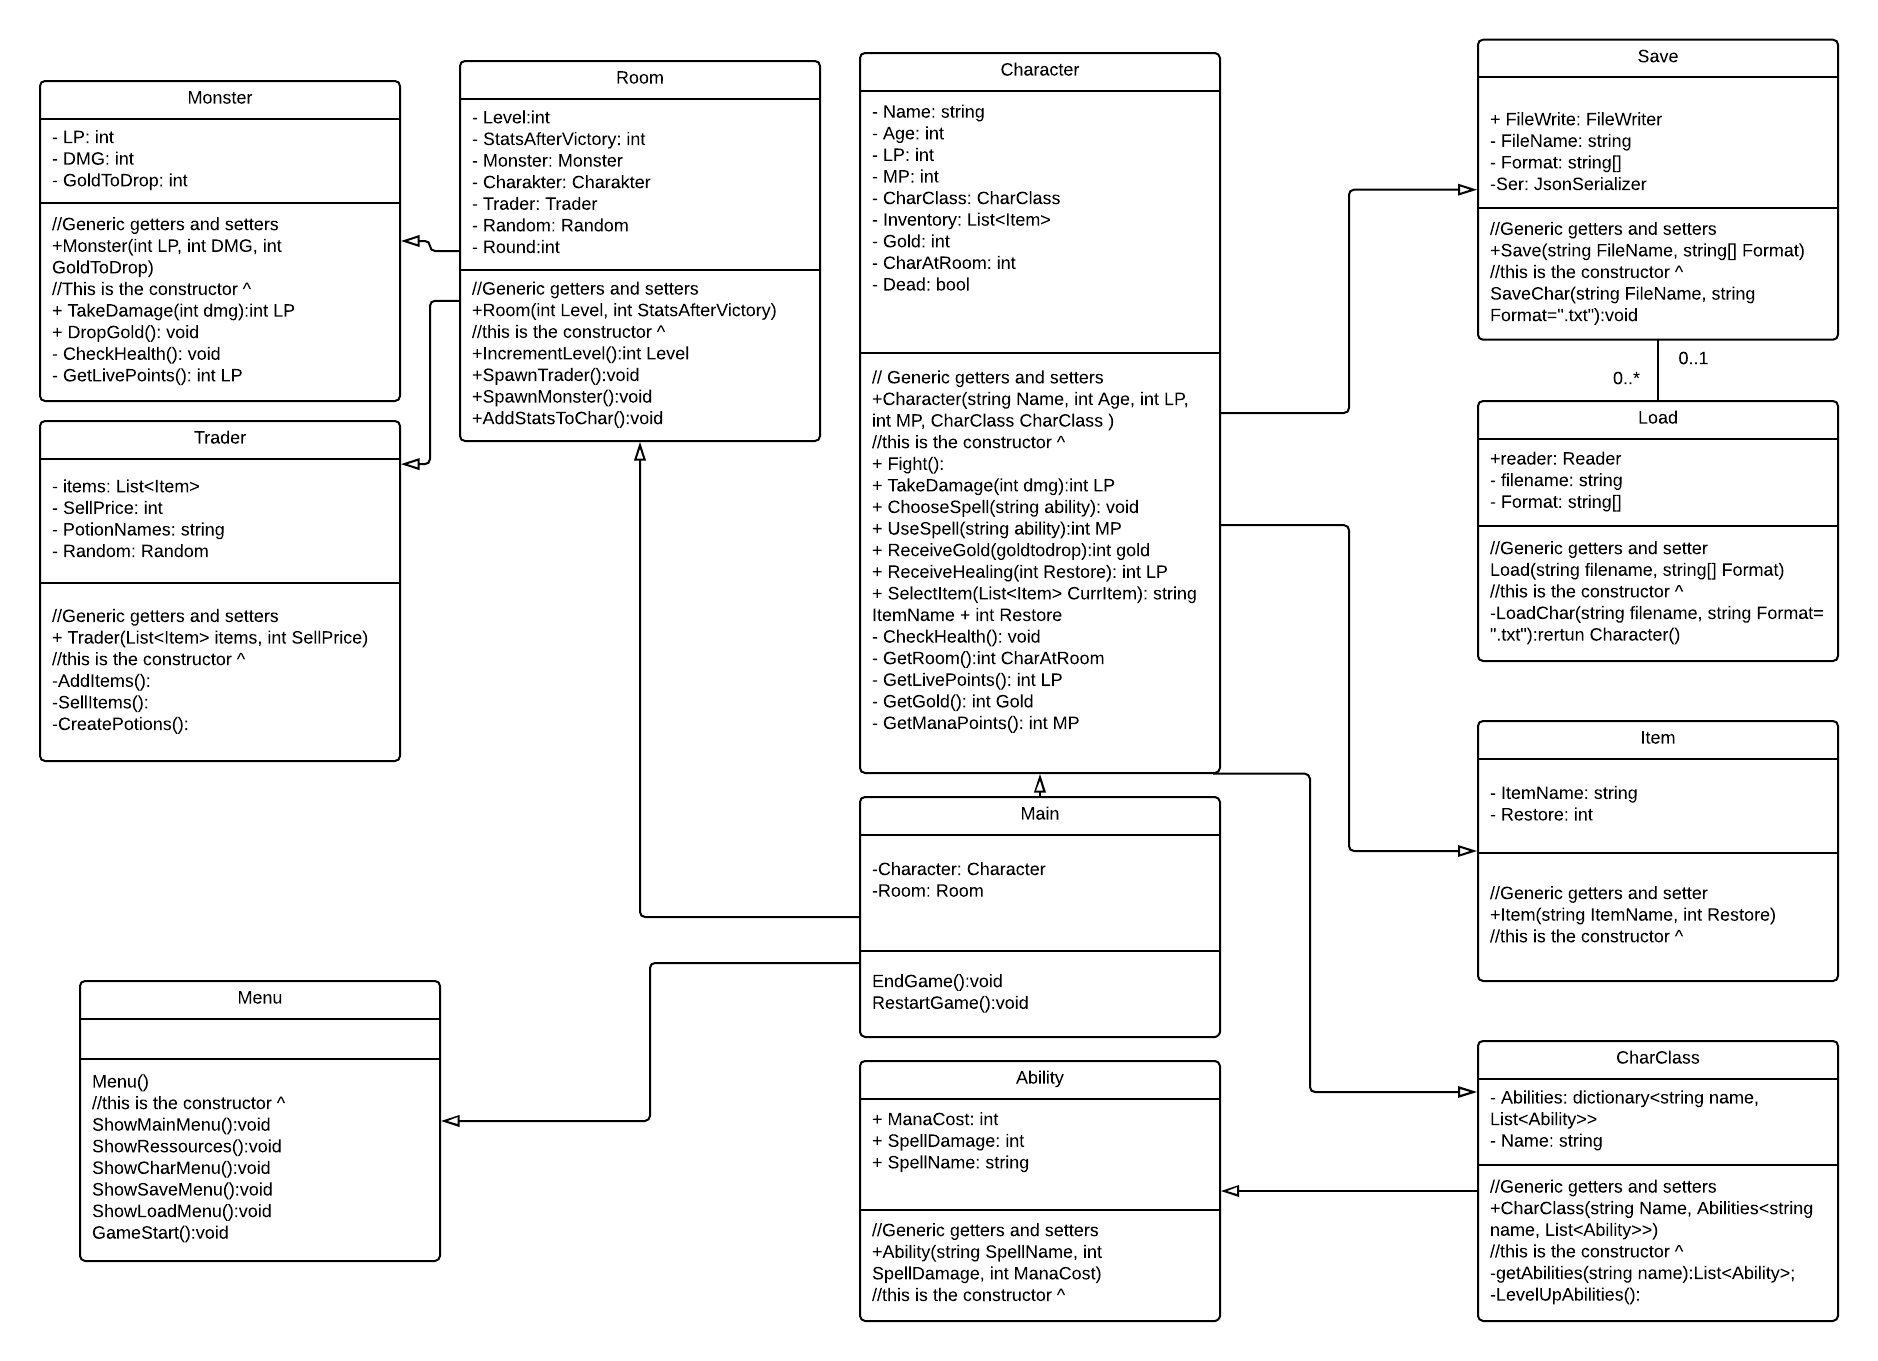 Monster
- LP: int
- DMG: int
- GoldToDrop: int
//Generic getters and setters
+Monster(int LP, int DMG, int
GoldToDrop)
//This is the constructor ^
+ TakeDamage(int dmg):int LP
+ DropGold(): void
- CheckHealth(): void
- GetLivePoints(): int LP
Trader
- items: List<Item>
- SellPrice: int
- PotionNames: string
- Random: Random
//Generic getters and setters
+ Trader(List<Item> items, int SellPrice)
//this is the constructor ^
-AddItems():
-SellItems():
-CreatePotions():
Room
- Level:int
- StatsAfterVictory: int
- Monster: Monster
- Charakter: Charakter
- Trader: Trader
- Random: Random
- Round:int
//Generic getters and setters
+Room(int Level, int StatsAfterVictory)
//this is the constructor ^
+IncrementLevel():int Level
+SpawnTrader():void
+SpawnMonster():void
+AddStatsToChar():void
Character
- Name: string
- Age: int
- LP: int
- MP: int
- CharClass: CharClass
- Inventory: List<Item>
- Gold: int
- CharAtRoom: int
- Dead: bool
// Generic getters and setters
+Character(string Name, int Age, int LP,
int MP, CharClass CharClass )
//this is the constructor ^
+ Fight():
+ TakeDamage(int dmg):int LP
+ ChooseSpell(string ability): void
+ UseSpell(string ability):int MP
+ ReceiveGold(goldtodrop):int gold
+ ReceiveHealing(int Restore): int LP
+ SelectItem(List<Item> CurrItem): string
ItemName + int Restore
- CheckHealth(): void
- GetRoom():int CharAtRoom
- GetLivePoints(): int LP
- GetGold(): int Gold
- GetManaPoints(): int MP
Save
+ FileWrite: FileWriter
- FileName: string
- Format: string[]
-Ser: JsonSerializer
//Generic getters and setters
+Save(string FileName, string[] Format)
//this is the constructor ^
SaveChar(string FileName, string
Format=".txt"):void
0..1
0..*
Load
+reader: Reader
- filename: string
- Format: string[]
//Generic getters and setter
Load(string filename, string[] Format)
//this is the constructor ^
-LoadChar(string filename, string Format=
".txt"):rertun Character()
Item
- ItemName: string
- Restore: int
//Generic getters and setter
+Item(string ItemName, int Restore)
//this is the constructor ^
Main
-Character: Character
-Room: Room
EndGame():void
RestartGame():void
Menu
Menu()
//this is the constructor ^
ShowMainMenu():void
ShowRessources():void
ShowCharMenu():void
ShowSaveMenu():void
ShowLoadMenu():void
GameStart():void
Ability
+ ManaCost: int
+ SpellDamage: int
+ SpellName: string
//Generic getters and setters
+Ability(string SpellName, int
SpellDamage, int ManaCost)
//this is the constructor ^
CharClass
- Abilities: dictionary<string name,
List<Ability>>
- Name: string
//Generic getters and setters
+CharClass(string Name, Abilities<string
name, List<Ability>>)
//this is the constructor ^
-getAbilities(string name):List<Ability>;
-LevelUpAbilities():